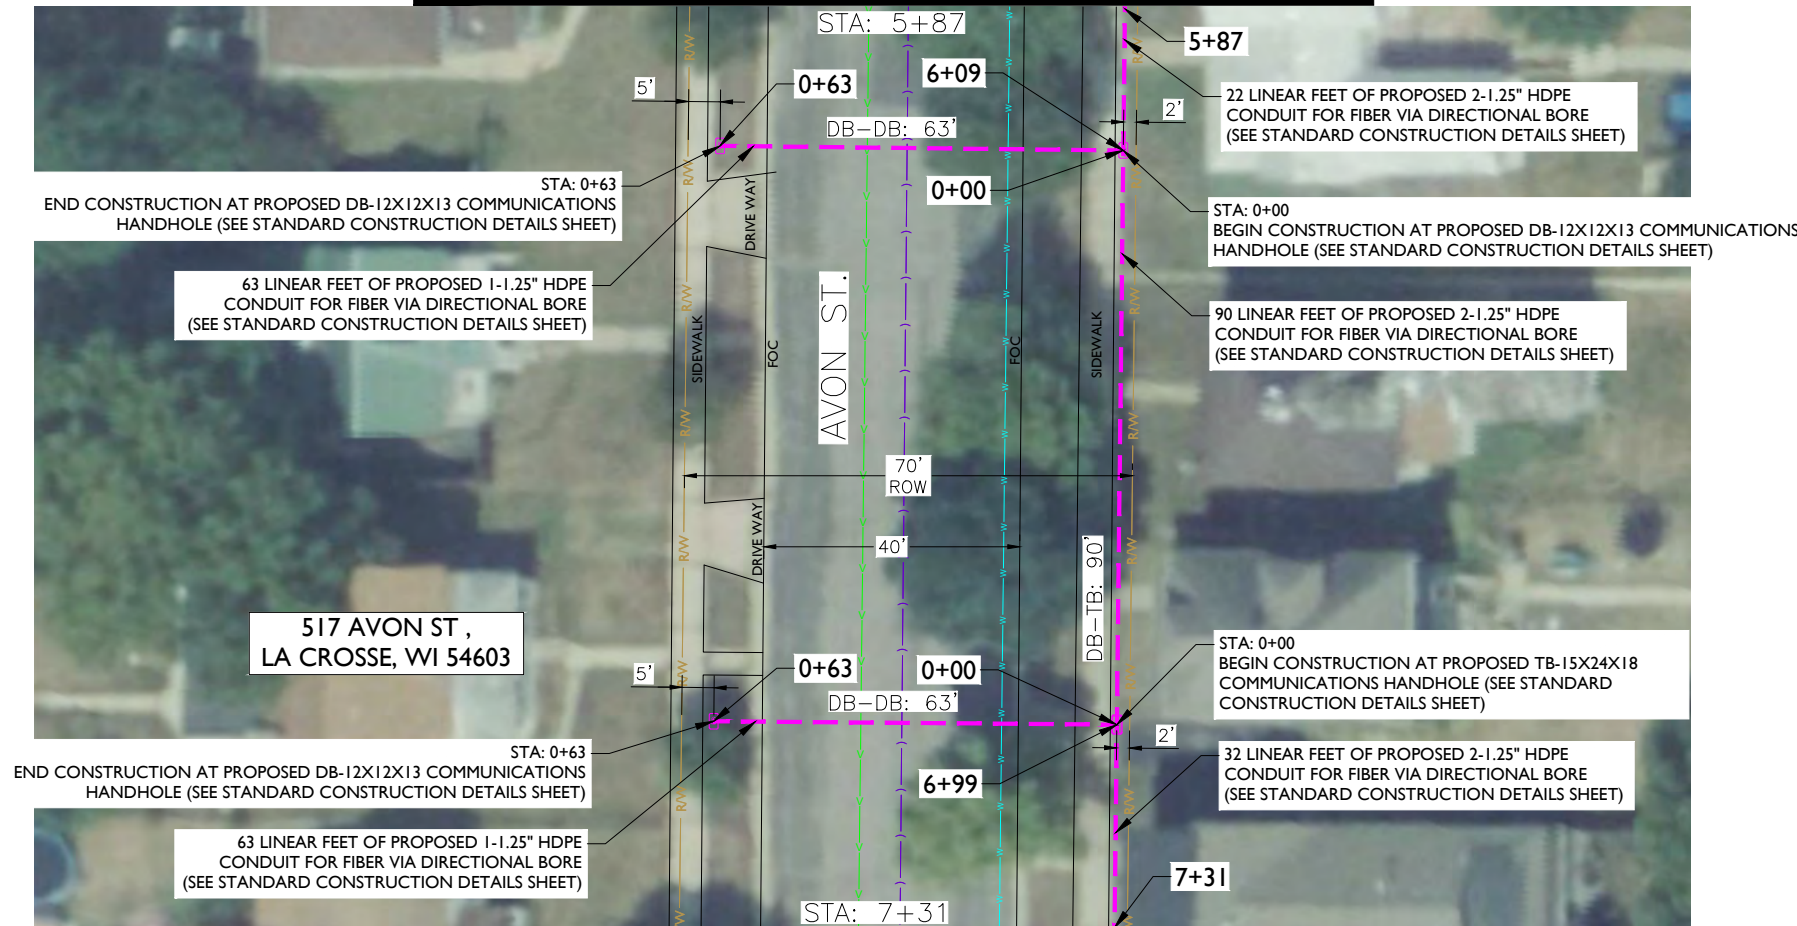 STA: 5+87
5+87
6+09
0+63
5'
22 LINEAR FEET OF PROPOSED 2-1.25" HDPE
CONDUIT FOR FIBER VIA DIRECTIONAL BORE
(SEE STANDARD CONSTRUCTION DETAILS SHEET)
2'
DB-DB: 63'
0+00
STA: 0+63
END CONSTRUCTION AT PROPOSED DB-12X12X13 COMMUNICATIONS
HANDHOLE (SEE STANDARD CONSTRUCTION DETAILS SHEET)
STA: 0+00
BEGIN CONSTRUCTION AT PROPOSED DB-12X12X13 COMMUNICATIONS
HANDHOLE (SEE STANDARD CONSTRUCTION DETAILS SHEET)
DRIVE WAY
63 LINEAR FEET OF PROPOSED 1-1.25" HDPE
CONDUIT FOR FIBER VIA DIRECTIONAL BORE
(SEE STANDARD CONSTRUCTION DETAILS SHEET)
90 LINEAR FEET OF PROPOSED 2-1.25" HDPE
CONDUIT FOR FIBER VIA DIRECTIONAL BORE
(SEE STANDARD CONSTRUCTION DETAILS SHEET)
SIDEWALK
FOC
AVON ST.
FOC
SIDEWALK
70'
ROW
40'
DRIVE WAY
DB-TB: 90'
517 AVON ST ,
LA CROSSE, WI 54603
5'
0+63
0+00
DB-DB: 63'
STA: 0+00
BEGIN CONSTRUCTION AT PROPOSED TB-15X24X18
COMMUNICATIONS HANDHOLE (SEE STANDARD
CONSTRUCTION DETAILS SHEET)
2'
STA: 0+63
END CONSTRUCTION AT PROPOSED DB-12X12X13 COMMUNICATIONS
HANDHOLE (SEE STANDARD CONSTRUCTION DETAILS SHEET)
6+99
32 LINEAR FEET OF PROPOSED 2-1.25" HDPE
CONDUIT FOR FIBER VIA DIRECTIONAL BORE
(SEE STANDARD CONSTRUCTION DETAILS SHEET)
63 LINEAR FEET OF PROPOSED 1-1.25" HDPE
CONDUIT FOR FIBER VIA DIRECTIONAL BORE
(SEE STANDARD CONSTRUCTION DETAILS SHEET)
7+31
STA: 7+31
R/W
R/W
R/W
R/W
R/W
R/W
R/W
R/W
R/W
R/W
R/W
R/W
R/W
R/W
W
W
W
W
W
W
W
W
W
W
W
W
W
W